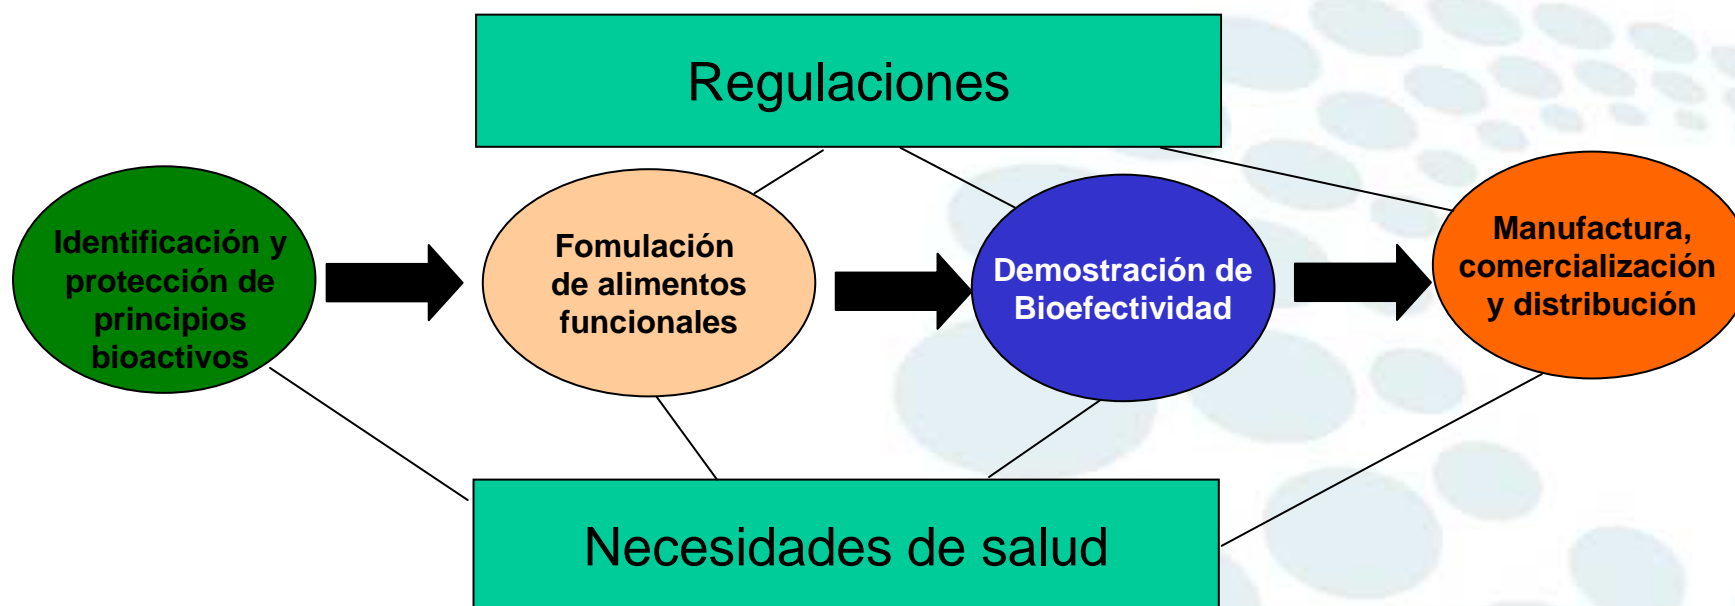 Regulaciones
Identificación y
protección de
principios
bioactivos
Fomulación
de alimentos
funcionales
Demostración de
Bioefectividad
Manufactura,
comercialización
y distribución
Necesidades de salud